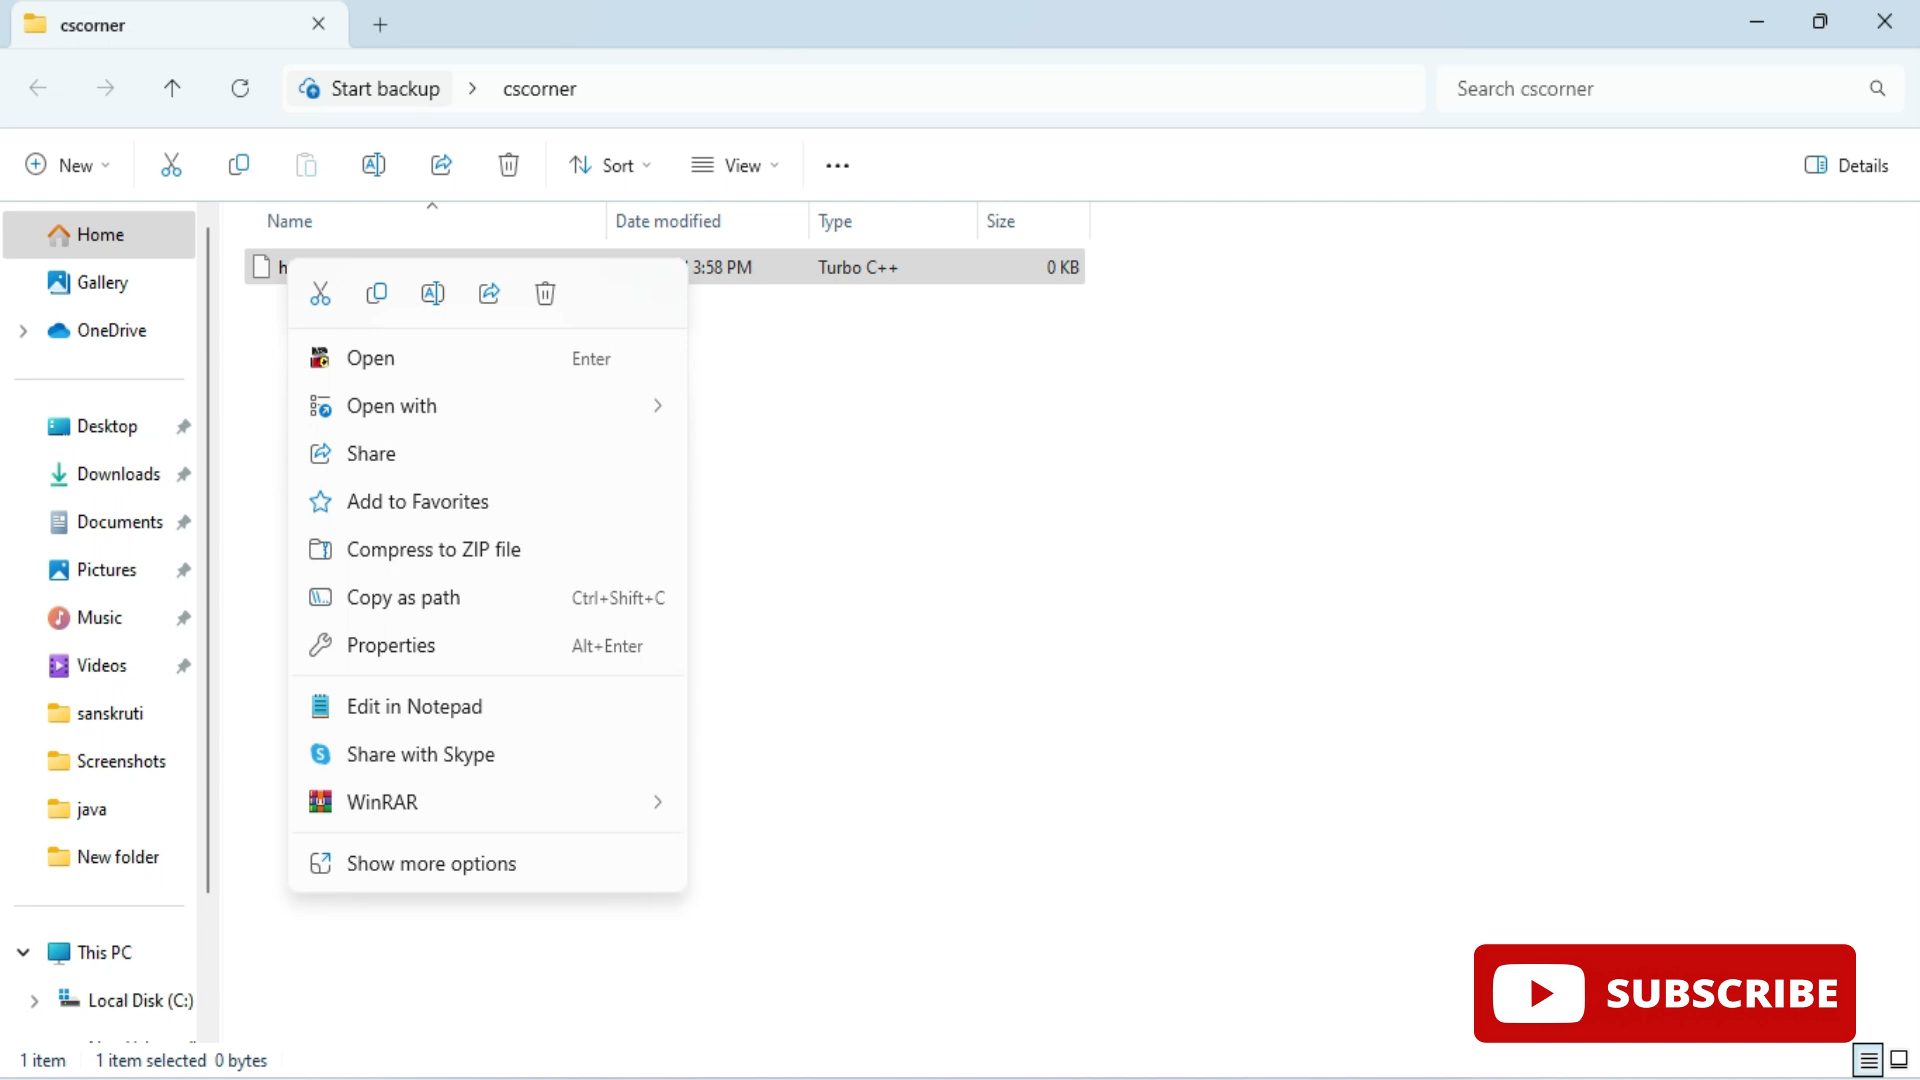 cscorner
Start backup > cscorner
Search cscorner
New
Sort
View
Details
Name
Date modified
Type
Size
3:58 PM
Turbo C++
0 KB
Home
Gallery
OneDrive
Desktop
Downloads
Documents
Pictures
Music
Videos
sanskruti
Screenshots
java
New folder
This PC
Local Disk (C:)
Open Enter
Open with
Share
Add to Favorites
Compress to ZIP file
Copy as path Ctrl+Shift+C
Properties Alt+Enter
Edit in Notepad
Share with Skype
WinRAR
Show more options
SUBSCRIBE
1 item 1 item selected 0 bytes